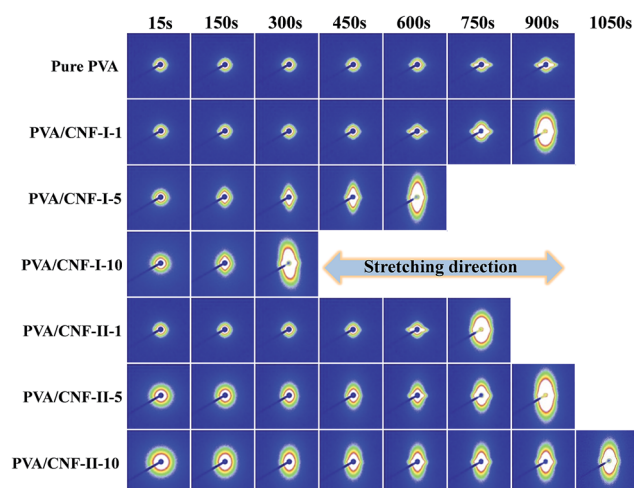 15s 150s 300s 450s 600s 750s 900s 1050s
Pure PVA
PVA/CNF-I-1
PVA/CNF-I-5
PVA/CNF-I-10
Stretching direction
PVA/CNF-II-1
PVA/CNF-II-5
PVA/CNF-II-10